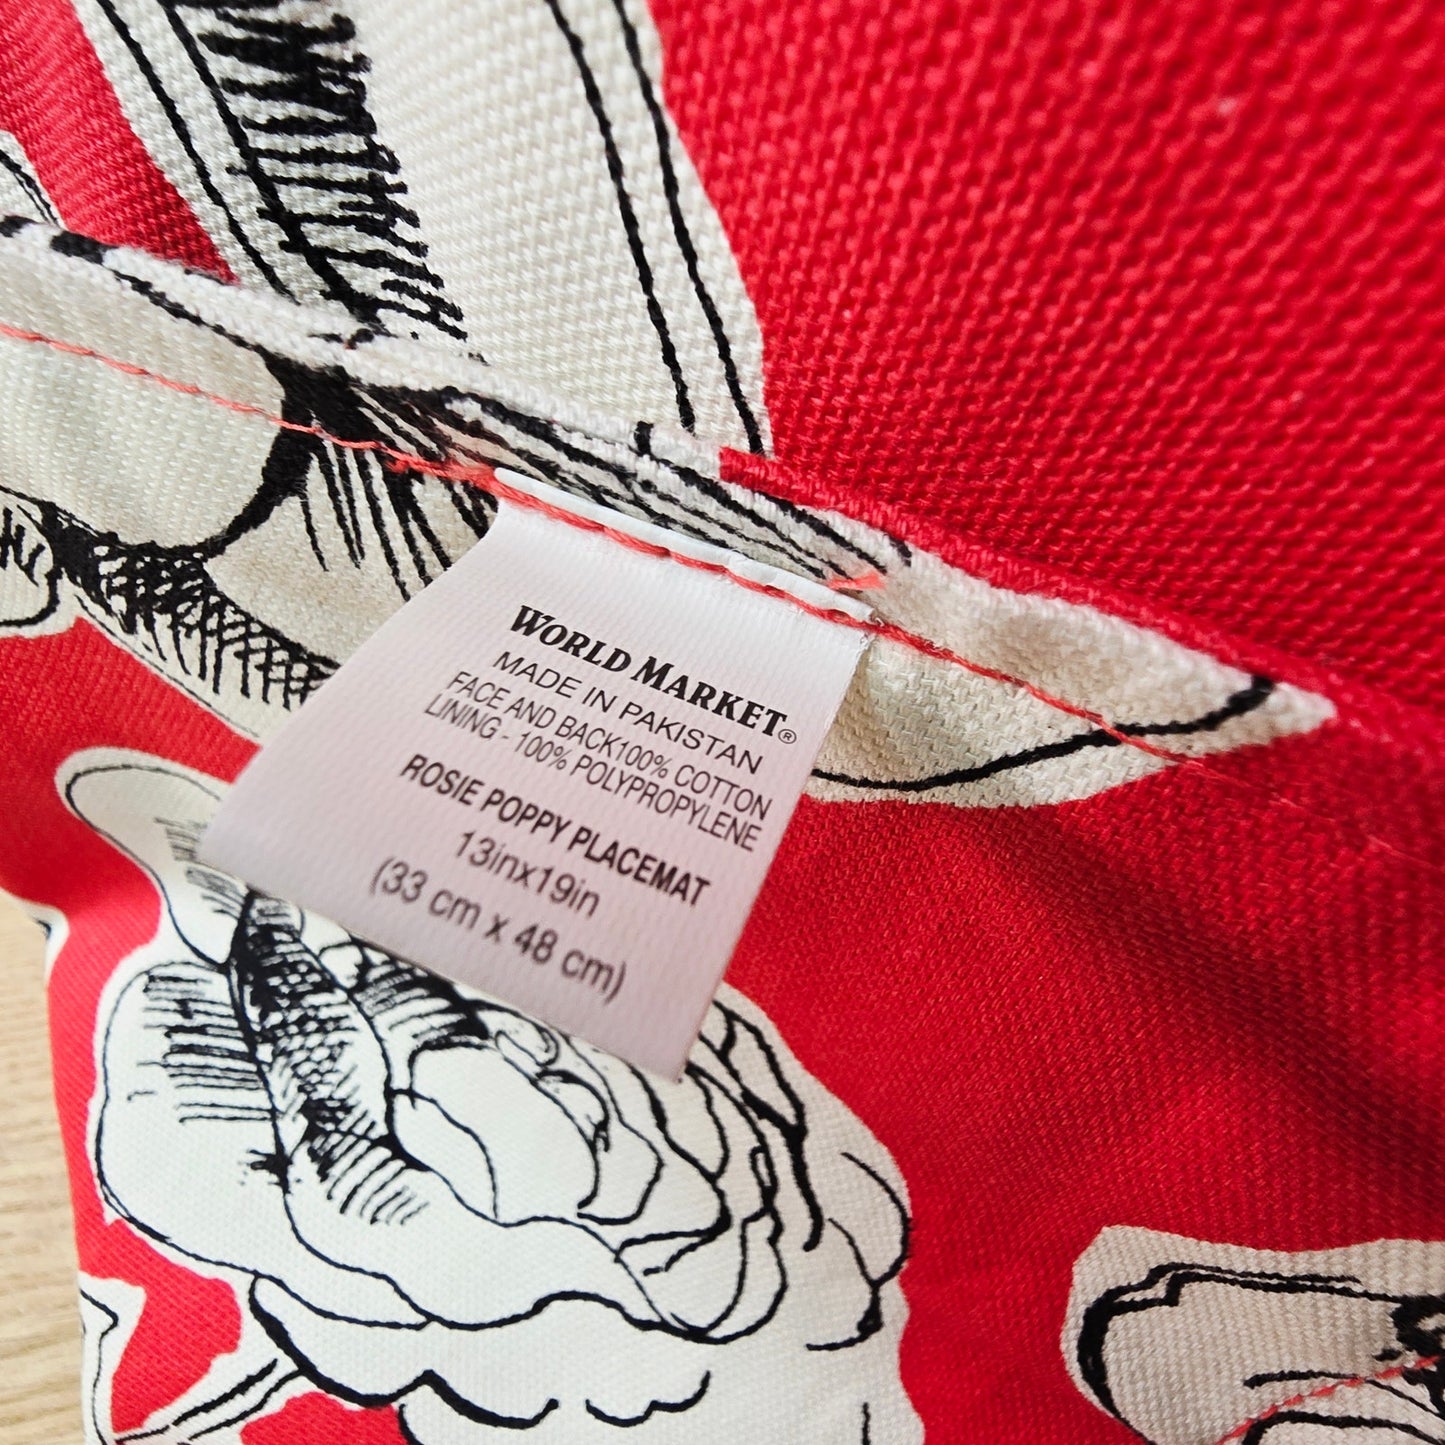 WORLD MARKET®
MADE IN PAKISTAN
FACE AND BACK100% COTTON
LINING - 100% POLYPROPYLENE
ROSIE POPPY PLACEMAT
13inx19in
(33 cm x 48 cm)